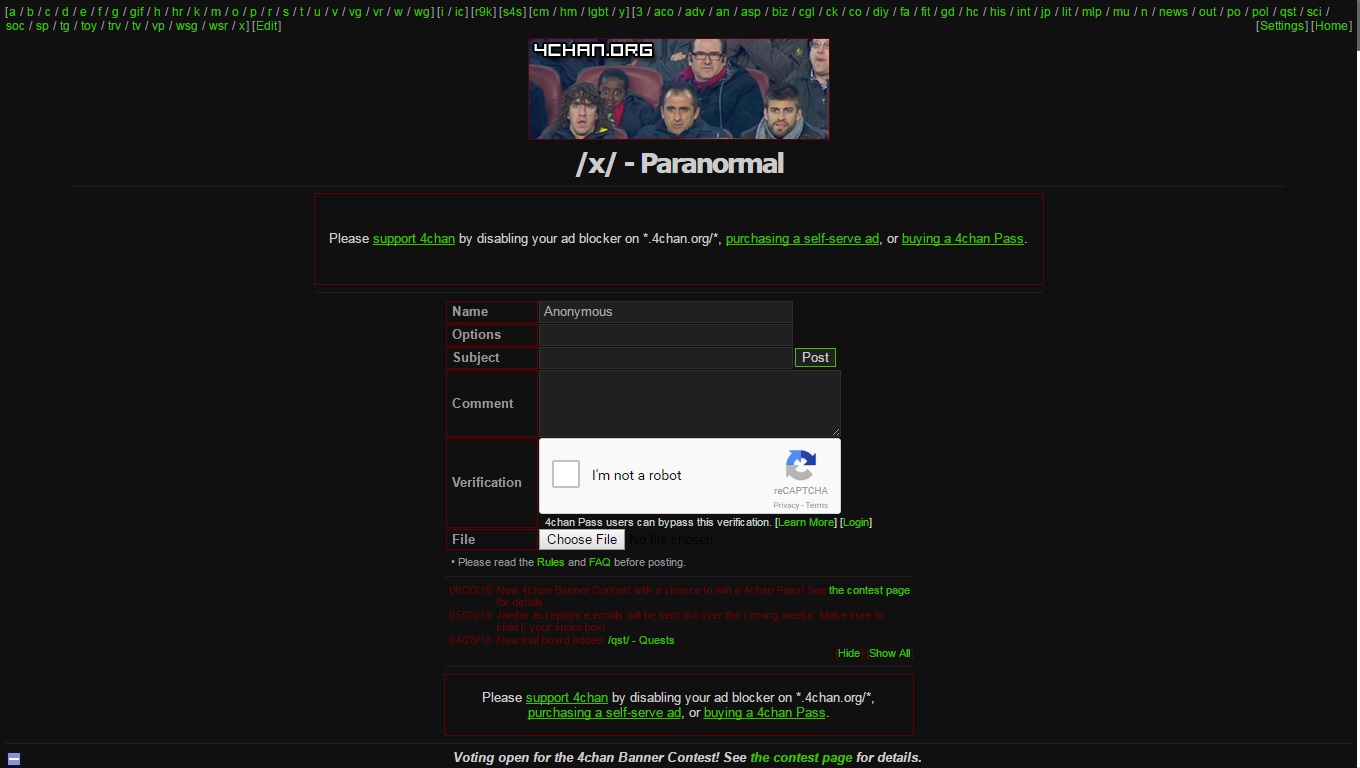 [a / b / c / d / e / f / g / gif / h / hr / k / m / o / p / r / s / t / u / v / vg / vr / w / wg] [i / ic] [r9k] [s4s] [cm / hm / lgbt / y] [3 / aco / adv / an / asp / biz / cgl / ck / co / diy / fa / fit / gd / hc / his / int / jp / lit / mlp / mu / n / news / out / po / pol / qst / sci /
soc / sp / tg / toy / trv / tv / vp / wsg / wsr / x] [Edit] [Settings] [Home]
4CHAN.ORG
/x/ - Paranormal
Please support 4chan by disabling your ad blocker on *.4chan.org/*, purchasing a self-serve ad, or buying a 4chan Pass.
Name Anonymous
Options
Subject Post
Comment
Verification I'm not a robot
reCAPTCHA
Privacy - Terms
4chan Pass users can bypass this verification. [Learn More] [Login]
File Choose File No file chosen
• Please read the Rules and FAQ before posting.
06/20/16 New 4chan Banner Contest with a chance to win a 4chan Pass! See the contest page
for details.
05/08/16 Janitor acceptance emails will be sent out over the coming weeks. Make sure to
check your spam box!
04/28/16 New trial board added: /qst/ - Quests
[Hide] [Show All]
Please support 4chan by disabling your ad blocker on *.4chan.org/*,
purchasing a self-serve ad, or buying a 4chan Pass.
Voting open for the 4chan Banner Contest! See the contest page for details.